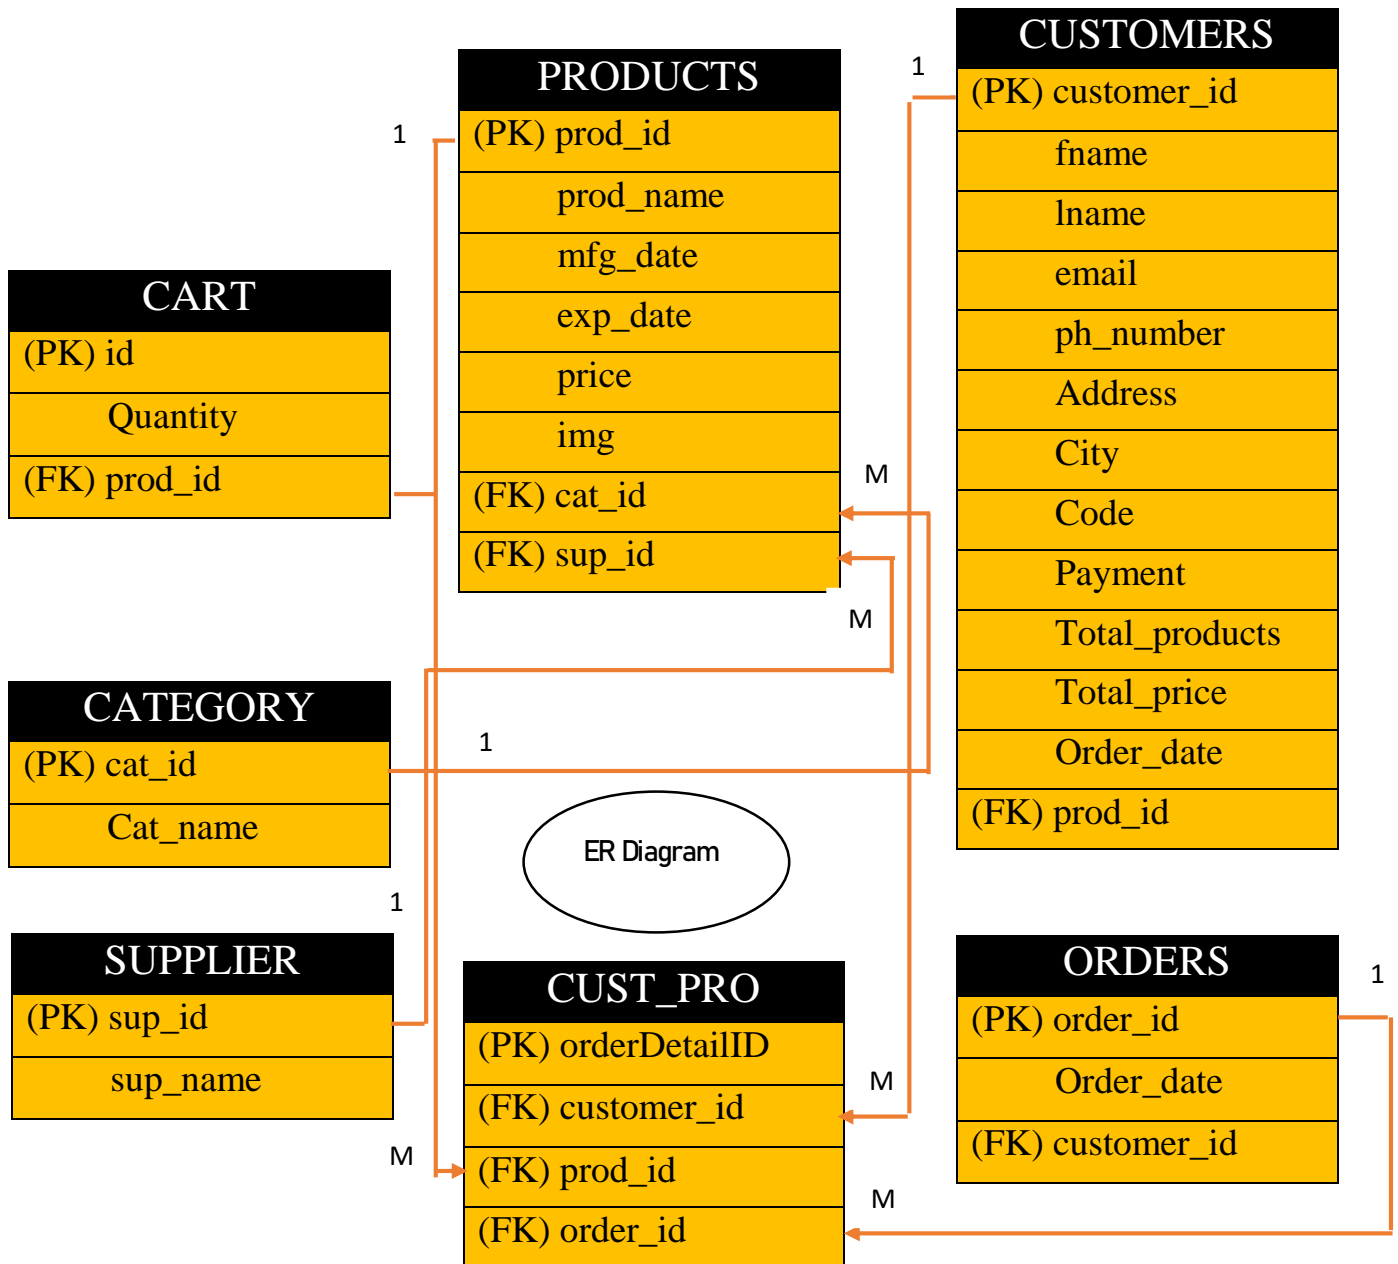 CUSTOMERS
(PK) customer_id
fname
lname
email
ph_number
Address
City
Code
Payment
Total_products
Total_price
Order_date
(FK) prod_id
1
PRODUCTS
(PK) prod_id
prod_name
mfg_date
exp_date
price
img
(FK) cat_id
(FK) sup_id
1
M
M
CART
(PK) id
Quantity
(FK) prod_id
CATEGORY
(PK) cat_id
Cat_name
1
ER Diagram
1
SUPPLIER
(PK) sup_id
sup_name
CUST_PRO
(PK) orderDetailID
(FK) customer_id
(FK) prod_id
(FK) order_id
M
M
M
ORDERS
(PK) order_id
Order_date
(FK) customer_id
1